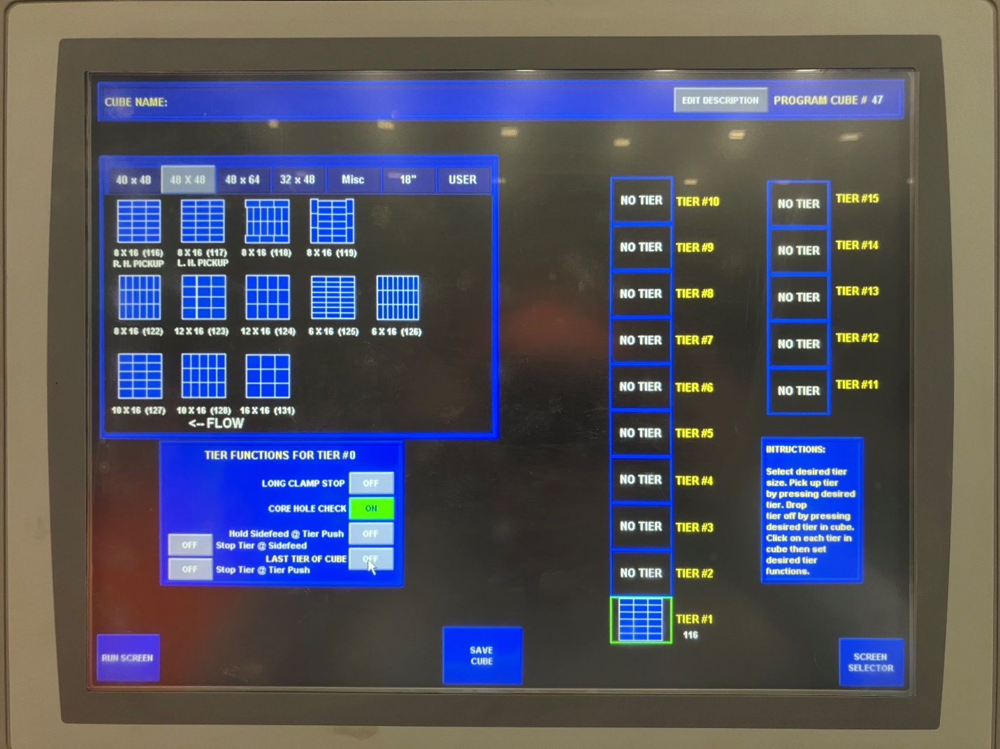 CUBE NAME:
EDIT DESCRIPTION
PROGRAM CUBE # 47
40 x 48
48 X 48
48 x 64
32 x 48
Misc
18"
USER
8 X 16 (116)
R. H. PICKUP
8 X 16 (117)
L. H. PICKUP
8 X 16 (118)
8 X 16 (119)
8 X 16 (122)
12 X 16 (123)
12 X 16 (124)
6 X 16 (125)
6 X 16 (126)
10 X 16 (127)
10 X 16 (128)
16 X 16 (131)
<-- FLOW
TIER FUNCTIONS FOR TIER #0
LONG CLAMP STOP OFF
CORE HOLE CHECK ON
Hold Sidefeed @ Tier Push OFF
OFF Stop Tier @ Sidefeed
LAST TIER OF CUBE OFF
OFF Stop Tier @ Tier Push
NO TIER TIER #10
NO TIER TIER #9
NO TIER TIER #8
NO TIER TIER #7
NO TIER TIER #6
NO TIER TIER #5
NO TIER TIER #4
NO TIER TIER #3
NO TIER TIER #2
TIER #1
116
NO TIER TIER #15
NO TIER TIER #14
NO TIER TIER #13
NO TIER TIER #12
NO TIER TIER #11
INTRUCTIONS:
Select desired tier
size. Pick up tier
by pressing desired
tier. Drop
tier off by pressing
desired tier in cube.
Click on each tier in
cube then set
desired tier
functions.
RUN SCREEN
SAVE
CUBE
SCREEN
SELECTOR